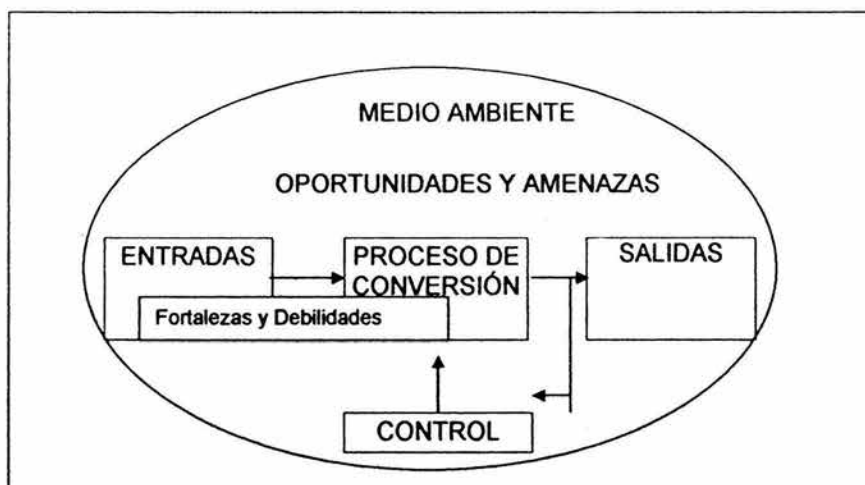 MEDIO AMBIENTE
OPORTUNIDADES Y AMENAZAS
ENTRADAS
PROCESO DE
CONVERSIÓN
SALIDAS
Fortalezas y Debilidades
CONTROL